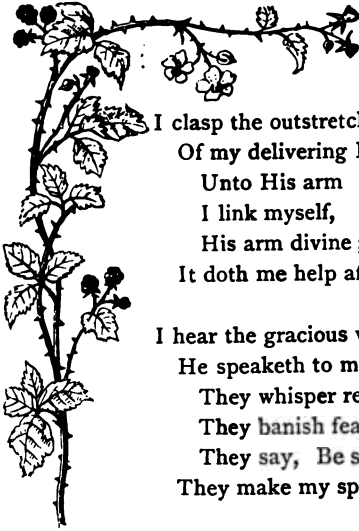 I clasp the outstretch
Of my delivering
Unto His arm
I link myself,
His arm divine ;
It doth me help af
I hear the gracious
He speaketh to m
They whisper re
They banish fea
They say, Be s
They make my sp